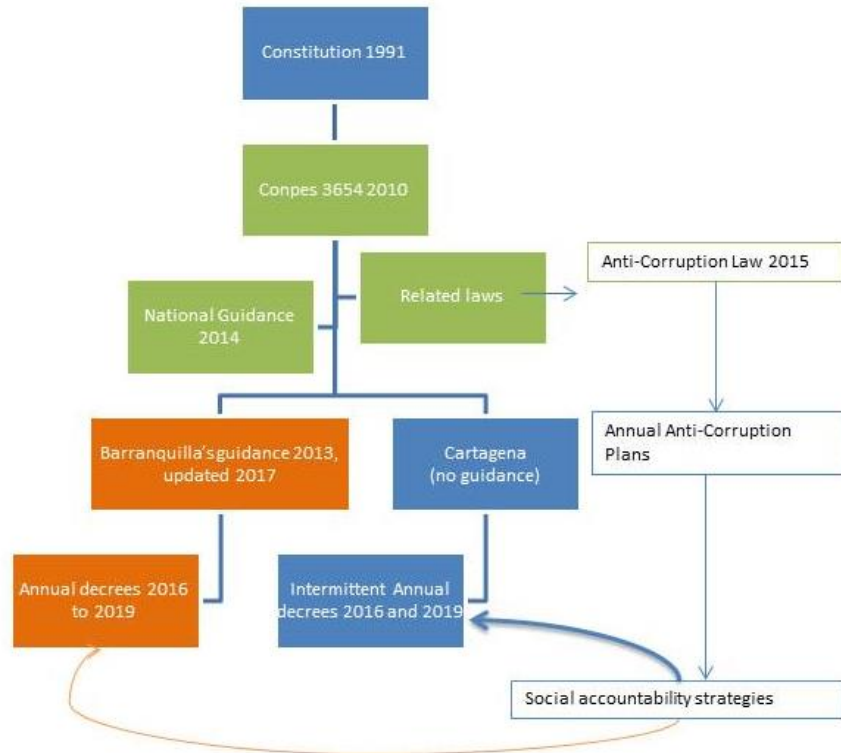 Constitution 1991
Conpes 3654 2010
Related laws
Anti-Corruption Law 2015
National Guidance
2014
Barranquilla's guidance 2013,
updated 2017
Cartagena
(no guidance)
Annual Anti-Corruption
Plans
Annual decrees 2016
to 2019
Intermittent Annual
decrees 2016 and 2019
Social accountability strategies